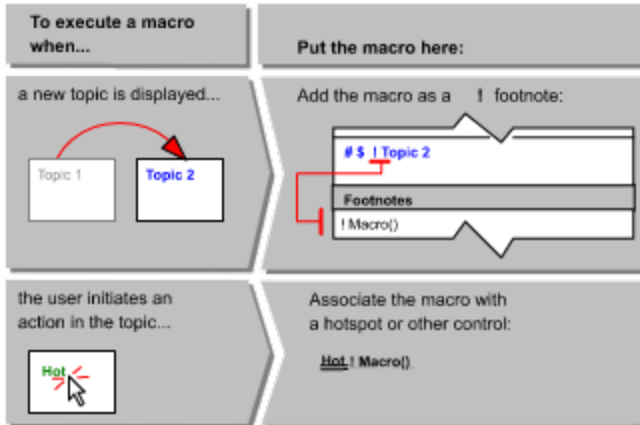 To execute a macro
when...
Put the macro here:
a new topic is displayed...
Topic 1
Topic 2
Add the macro as a ! footnote:
# $ ! Topic 2
Footnotes
! Macro()
the user initiates an
action in the topic...
Hot
Associate the macro with
a hotspot or other control:
Hot ! Macro()